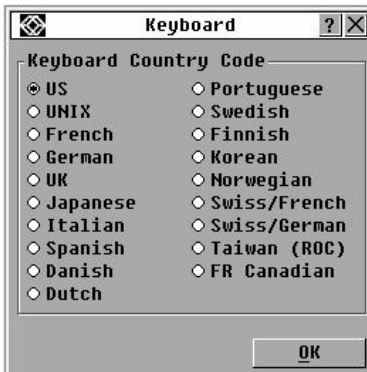 Keyboard
Keyboard Country Code
US
UNIX
French
German
UK
Japanese
Italian
Spanish
Danish
Dutch
Portuguese
Swedish
Finnish
Korean
Norwegian
Swiss/French
Swiss/German
Taiwan (ROC)
FR Canadian
OK